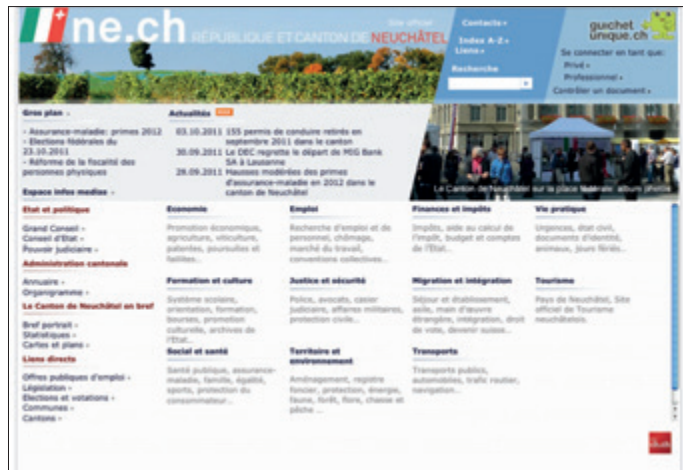 ne.ch
Site officiel
RÉPUBLIQUE ET CANTON DE NEUCHÂTEL
Contacts
Index A-Z
Liens
Recherche
guichet
unique.ch
Se connecter en tant que:
Privé
Professionnel
Contrôler un document
Gros plan
- Assurance-maladie: primes 2012
- Elections fédérales du
23.10.2011
- Réforme de la fiscalité des
personnes physiques
Espace infos medias
Actualités
03.10.2011 155 permis de conduire retirés en
septembre 2011 dans le canton
30.09.2011 Le DEC regrette le départ de MIG Bank
SA à Lausanne
28.09.2011 Hausses modérées des primes
d'assurance-maladie en 2012 dans le
canton de Neuchâtel
Le Canton de Neuchâtel sur la place fédérale: album photos
Etat et politique
Grand Conseil
Conseil d'Etat
Pouvoir judiciaire
Administration cantonale
Annuaire
Organigramme
Le Canton de Neuchâtel en bref
Bref portrait
Statistiques
Cartes et plans
Liens directs
Offres publiques d'emploi
Législation
Elections et votations
Communes
Cantons
Economie
Promotion économique,
agriculture, viticulture,
patentes, poursuites et
faillites...
Emploi
Recherche d'emploi et de
personnel, chômage,
marché du travail,
conventions collectives...
Finances et impôts
Impôts, aide au calcul de
l'impôt, budget et comptes
de l'Etat...
Vie pratique
Urgences, état civil,
documents d'identité,
animaux, jours fériés...
Formation et culture
Système scolaire,
orientation, formation,
bourses, promotion
culturelle, archives de
l'Etat...
Justice et sécurité
Police, avocats, casier
judiciaire, affaires militaires,
protection civile...
Migration et intégration
Séjour et établissement,
asile, main d'œuvre
étrangère, intégration, droit
de vote, devenir suisse...
Tourisme
Pays de Neuchâtel, Site
officiel de Tourisme
neuchâtelois.
Social et santé
Santé publique, assurance-
maladie, famille, égalité,
sports, protection du
consommateur...
Territoire et
environnement
Aménagement, registre
foncier, protection, énergie,
faune, forêt, flore, chasse et
pêche ...
Transports
Transports publics,
automobiles, trafic routier,
navigation...